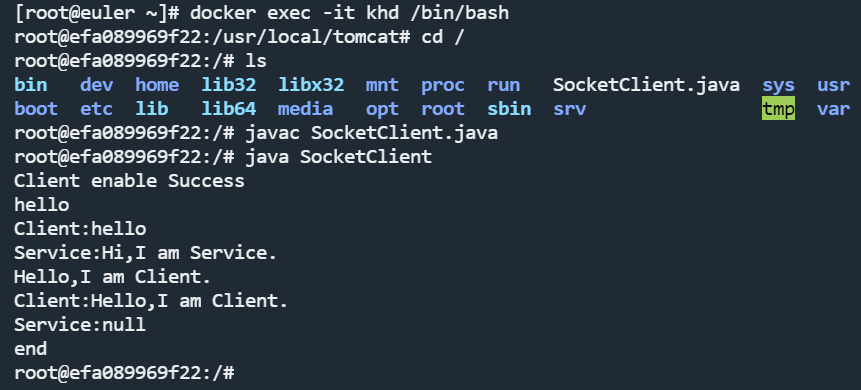 [root@euler ~]# docker exec -it khd /bin/bash
root@efa089969f22:/usr/local/tomcat# cd /
root@efa089969f22:/# ls
bin dev home lib32 libx32 mnt proc run SocketClient.java sys usr
boot etc lib lib64 media opt root sbin srv tmp var
root@efa089969f22:/# javac SocketClient.java
root@efa089969f22:/# java SocketClient
Client enable Success
hello
Client:hello
Service:Hi,I am Service.
Hello,I am Client.
Client:Hello,I am Client.
Service:null
end
root@efa089969f22:/#